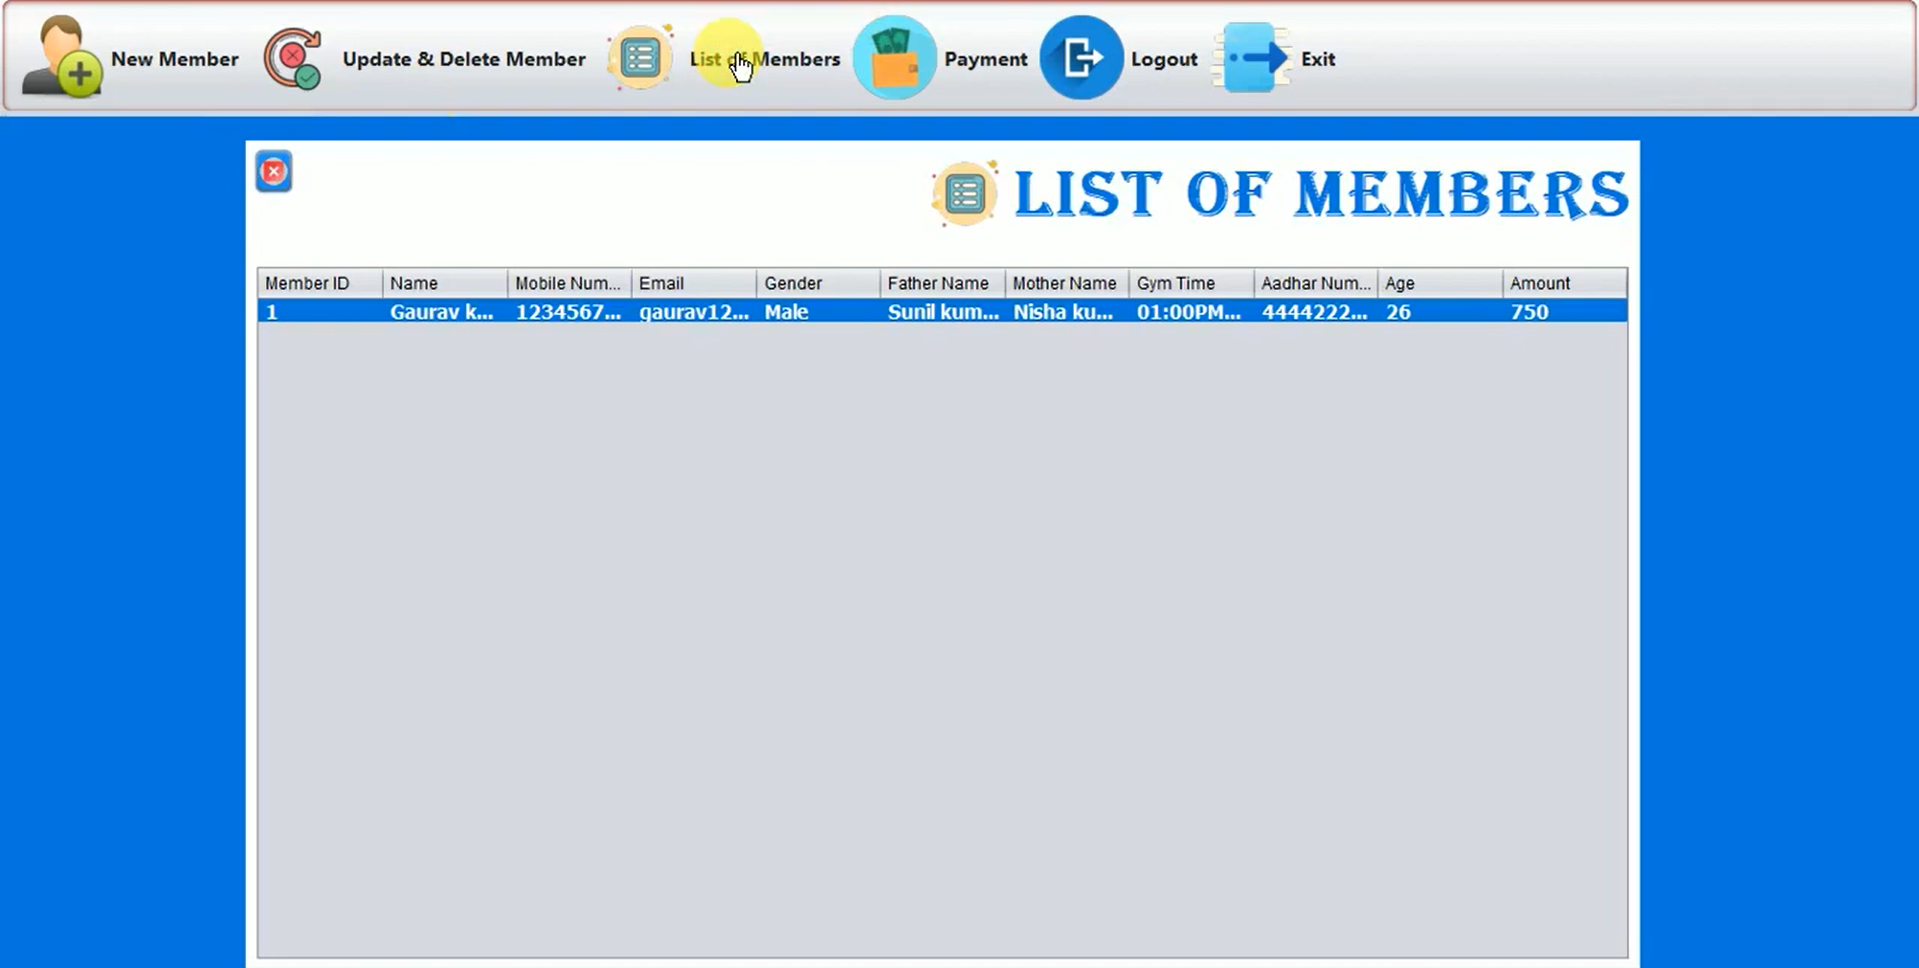 New Member Update & Delete Member List of Members Payment Logout Exit
LIST OF MEMBERS
Member ID Name Mobile Num... Email Gender Father Name Mother Name Gym Time Aadhar Num... Age Amount
1 Gaurav k... 1234567... gaurav12... Male Sunil kum... Nisha ku... 01:00PM... 4444222... 26 750